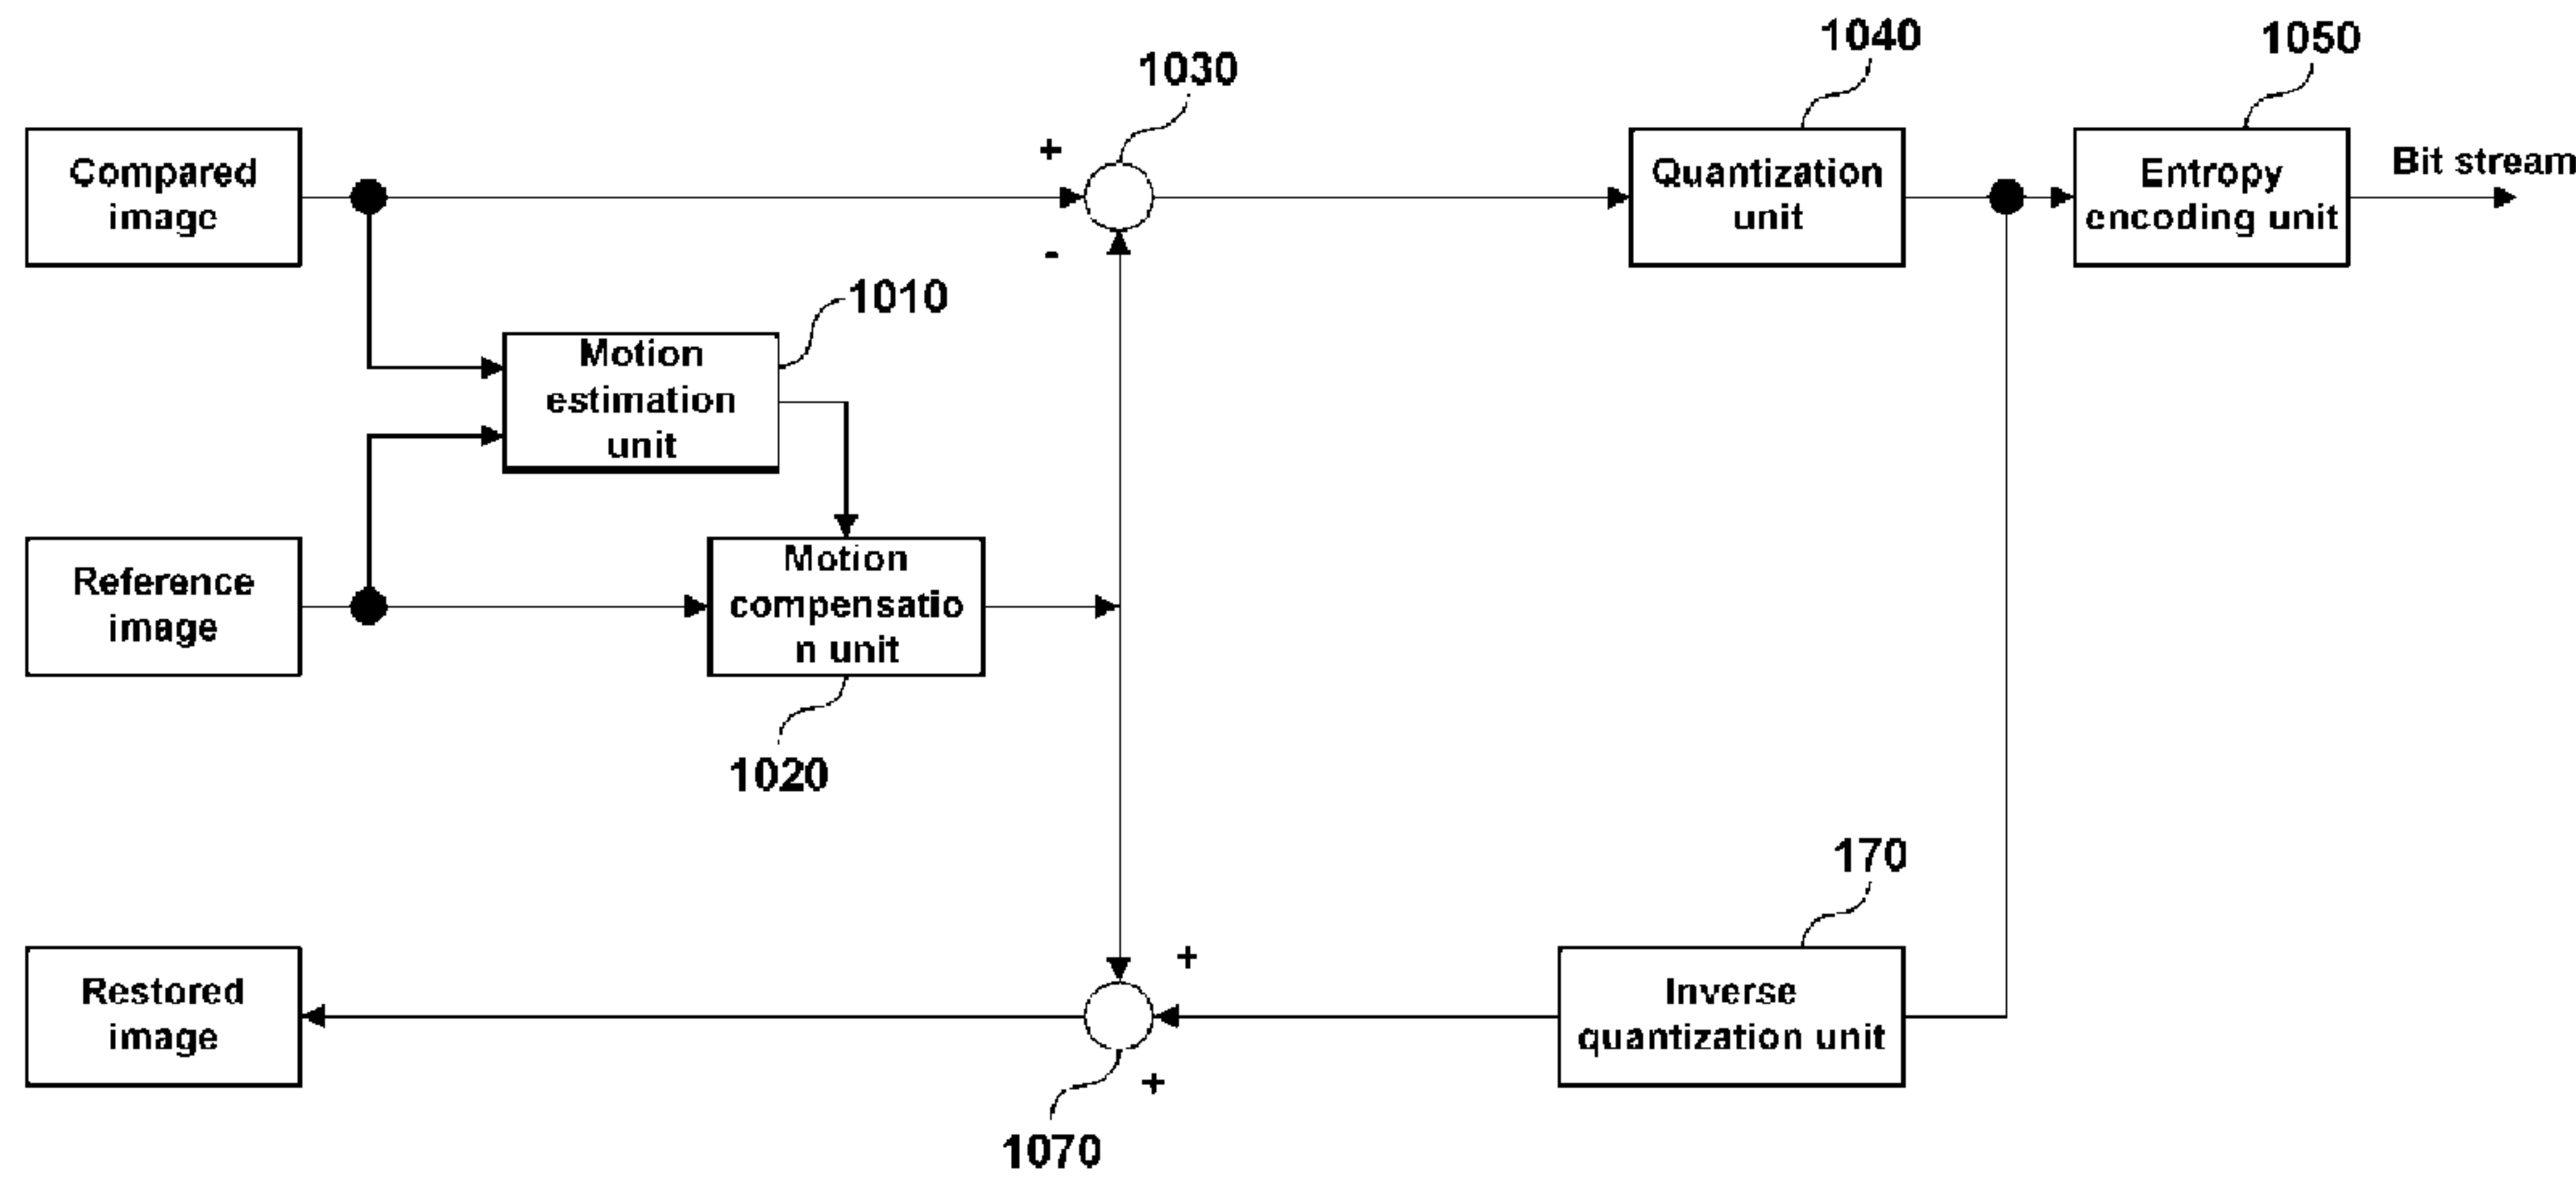 1040
1050
1030
+
Compared
image
Quantization
unit
Entropy
encoding unit
Bit stream
-
1010
Motion
estimation
unit
Reference
image
Motion
compensatio
n unit
1020
170
+
Restored
image
Inverse
quantization unit
+
1070